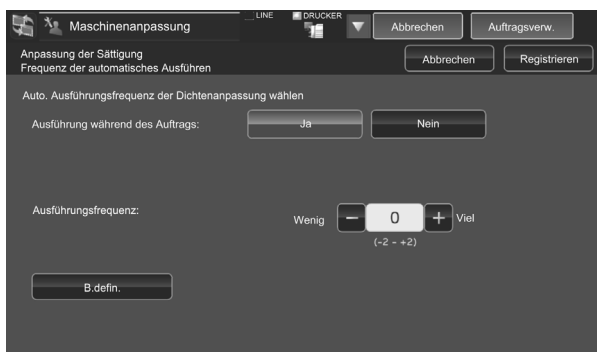 Maschinenanpassung
LINE
DRUCKER
Abbrechen
Auftragsverw.
Anpassung der Sättigung
Frequenz der automatisches Ausführen
Abbrechen
Registrieren
Auto. Ausführungsfrequenz der Dichtenanpassung wählen
Ausführung während des Auftrags:
Ja
Nein
Ausführungsfrequenz:
Wenig
−
0
+
Viel
(-2 - +2)
B.defin.